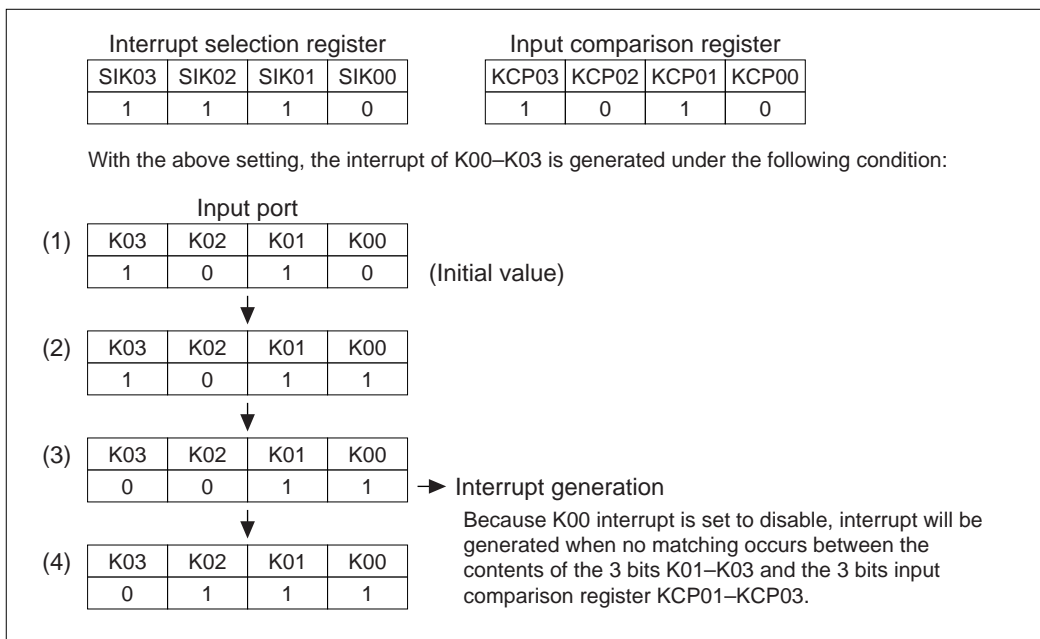 Interrupt selection register
SIK03 SIK02 SIK01 SIK00
1 1 1 0
Input comparison register
KCP03 KCP02 KCP01 KCP00
1 0 1 0
With the above setting, the interrupt of K00–K03 is generated under the following condition:
Input port
(1) K03 K02 K01 K00
1 0 1 0 (Initial value)
(2) K03 K02 K01 K00
1 0 1 1
(3) K03 K02 K01 K00
0 0 1 1 Interrupt generation
Because K00 interrupt is set to disable, interrupt will be
generated when no matching occurs between the
contents of the 3 bits K01–K03 and the 3 bits input
comparison register KCP01–KCP03.
(4) K03 K02 K01 K00
0 1 1 1